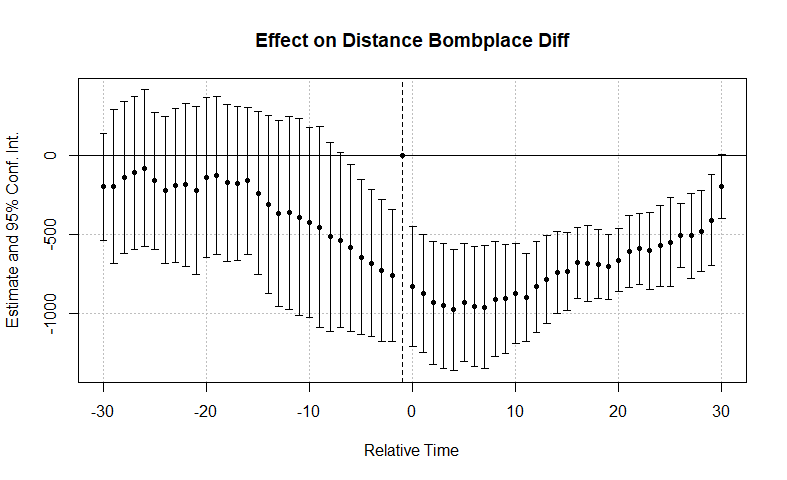 Effect on Distance Bombplace Diff
Estimate and 95% Conf. Int.
0
-500
-1000
-30 -20 -10 0 10 20 30
Relative Time